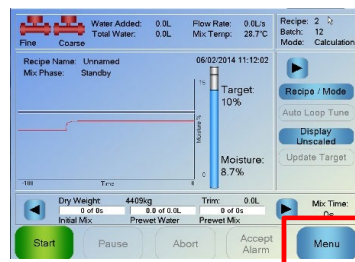 Water Added: 0.0L Flow Rate: 0.0L/s
Total Water: 0.0L Mix Temp: 28.7°C
Fine Coarse
Recipe: 2
Batch: 12
Mode: Calculation
Recipe Name: Unnamed 06/02/2014 11:12:02
Mix Phase: Standby
Target:
10%
Moisture %
0
Moisture:
8.7%
-100 Time 0
Recipe / Mode
Auto Loop Tune
Display
Unscaled
Update Target
Dry Weight 4409kg Trim: 0.0L
0 of 0s 0.0 of 0.0L 0 of 0s
Initial Mix Prewet Water Prewet Mix
Mix Time:
0s
Start Pause Abort Accept
Alarm Menu